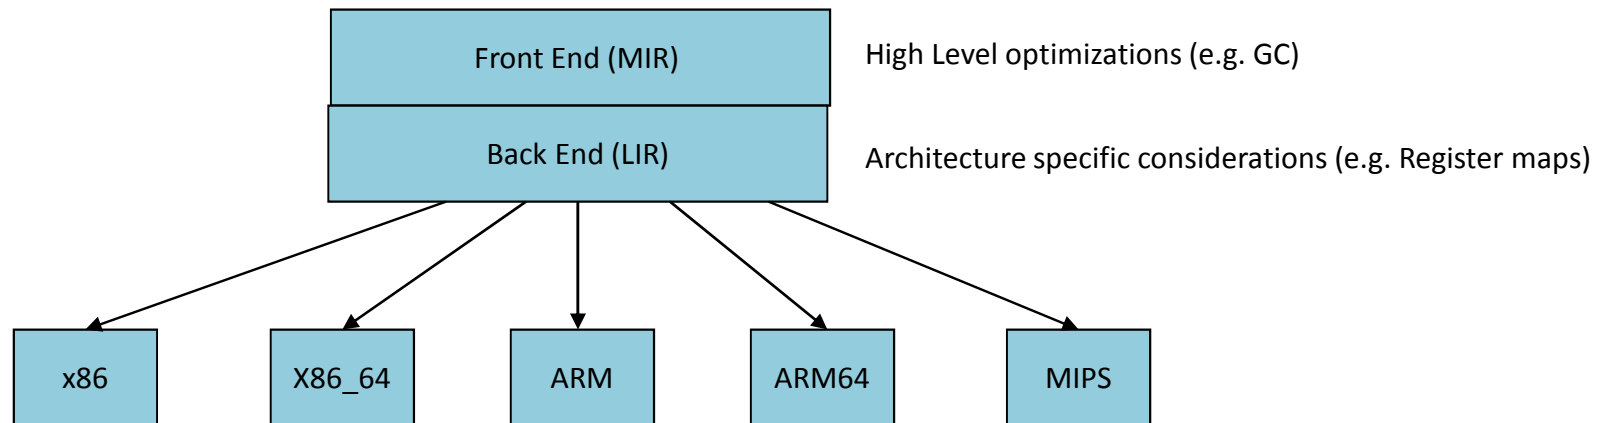 Front End (MIR)
High Level optimizations (e.g. GC)
Back End (LIR)
Architecture specific considerations (e.g. Register maps)
x86
X86_64
ARM
ARM64
MIPS